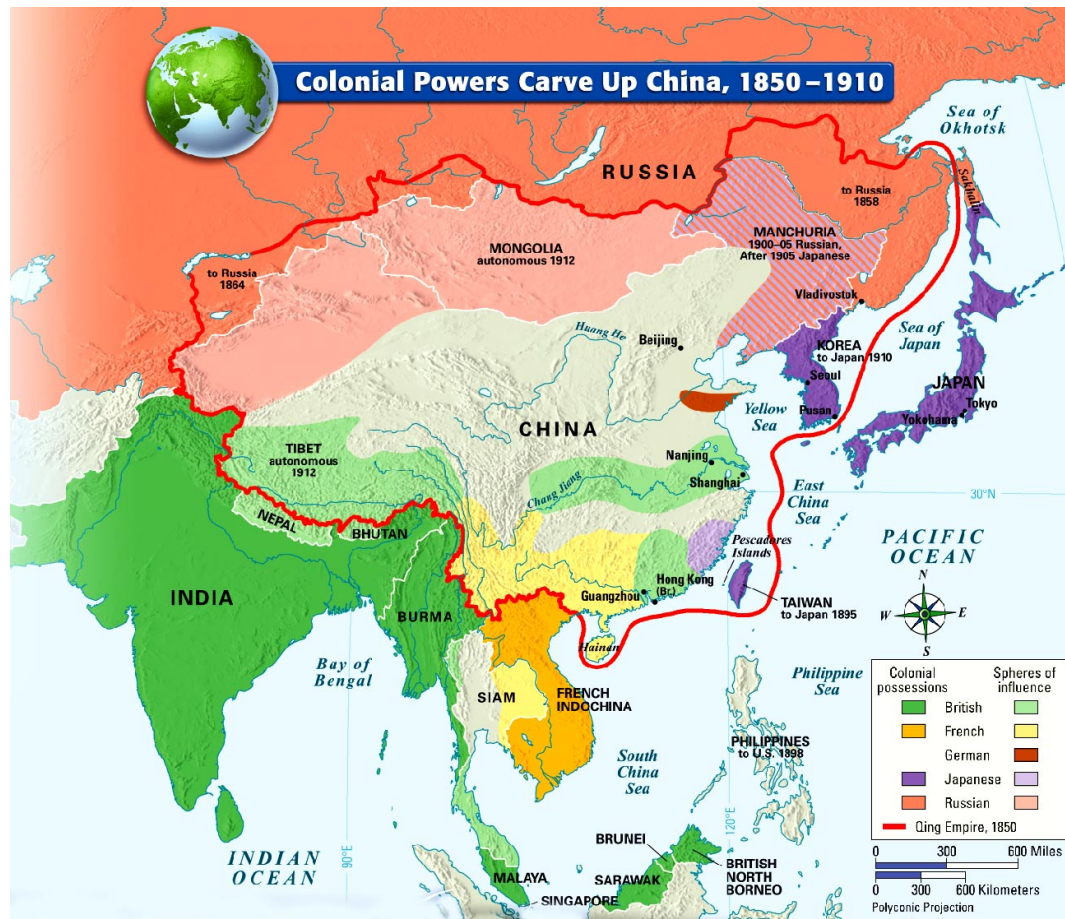 Colonial Powers Carve Up China, 1850–1910
Sea of
Okhotsk
RUSSIA
to Russia
1858
Sakhalin
MANCHURIA
1900–05 Russian,
After 1905 Japanese
MONGOLIA
autonomous 1912
to Russia
1864
Vladivostok
Huang He
Beijing
Sea of
Japan
KOREA
to Japan 1910
Seoul
JAPAN
Tokyo
Yokohama
Pusan
Yellow
Sea
CHINA
TIBET
autonomous
1912
Nanjing
Shanghai
Chang Jiang
East
China
Sea
30°N
NEPAL
BHUTAN
Pescadores
Islands
PACIFIC
OCEAN
INDIA
BURMA
Guangzhou
Hong Kong
(Br.)
TAIWAN
to Japan 1895
N
W
E
S
Hainan
Bay of
Bengal
SIAM
FRENCH
INDOCHINA
Philippine
Sea
PHILIPPINES
to U.S. 1898
South
China
Sea
Colonial
possessions
Spheres of
influence
British
French
German
Japanese
Russian
Qing Empire, 1850
0 300 600 Miles
0 300 600 Kilometers
Polyconic Projection
INDIAN
OCEAN
90°E
120°E
BRUNEI
BRITISH
NORTH
BORNEO
MALAYA
SARAWAK
SINGAPORE